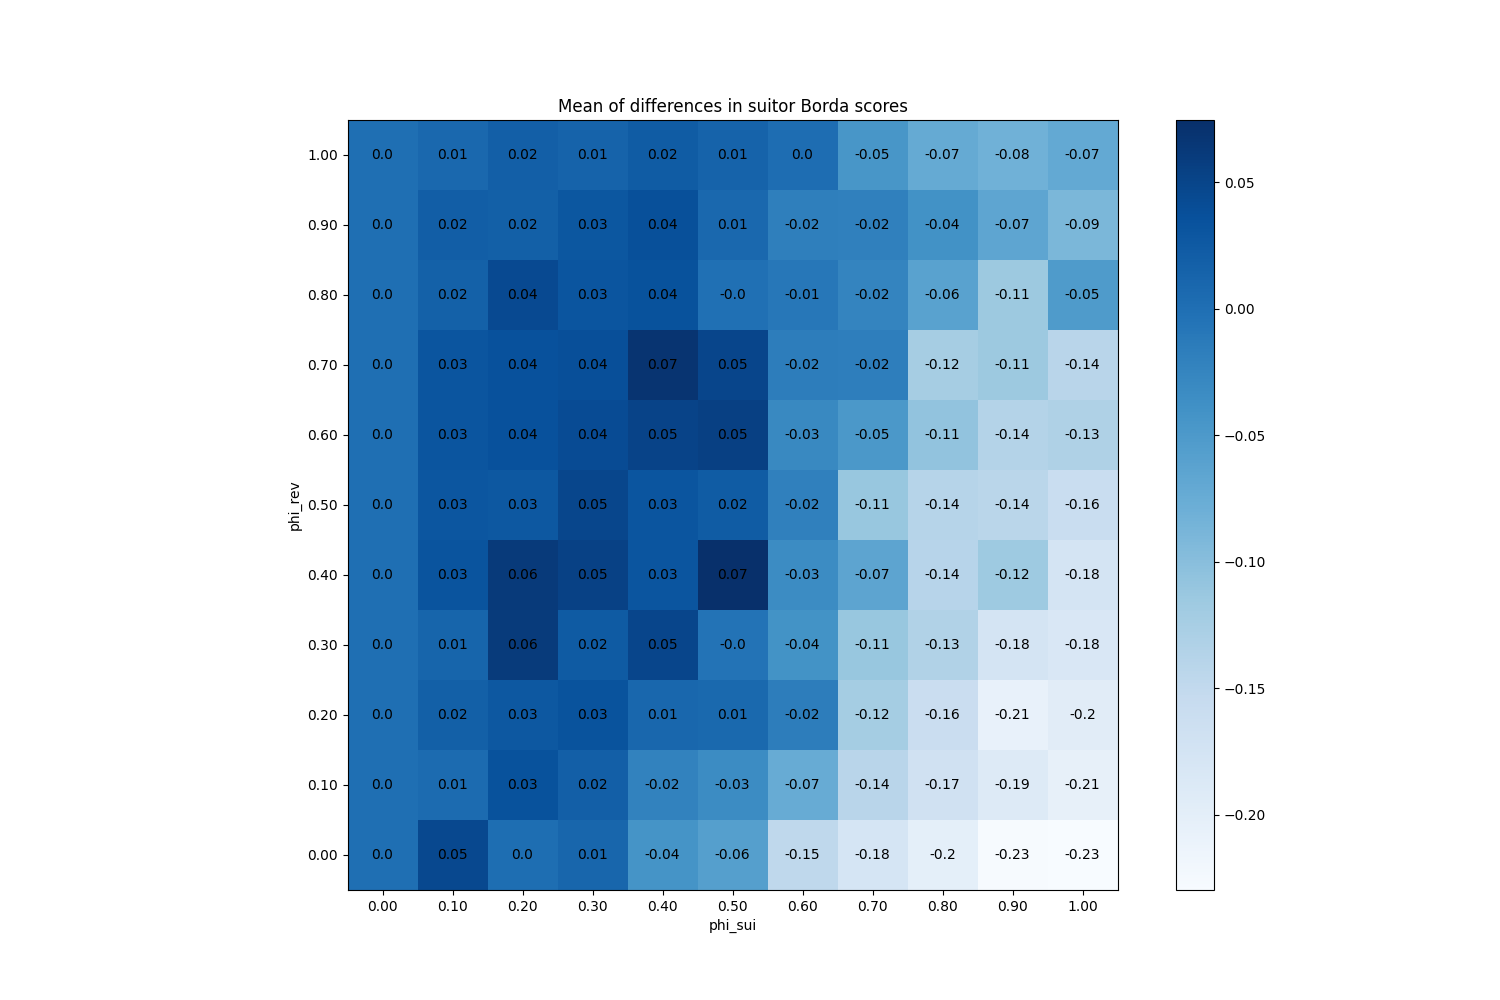 Mean of differences in suitor Borda scores
1.00 0.0 0.01 0.02 0.01 0.02 0.01 0.0 -0.05 -0.07 -0.08 -0.07
0.90 0.0 0.02 0.02 0.03 0.04 0.01 -0.02 -0.02 -0.04 -0.07 -0.09
0.80 0.0 0.02 0.04 0.03 0.04 -0.0 -0.01 -0.02 -0.06 -0.11 -0.05
0.70 0.0 0.03 0.04 0.04 0.07 0.05 -0.02 -0.02 -0.12 -0.11 -0.14
0.60 0.0 0.03 0.04 0.04 0.05 0.05 -0.03 -0.05 -0.11 -0.14 -0.13
0.50 0.0 0.03 0.03 0.05 0.03 0.02 -0.02 -0.11 -0.14 -0.14 -0.16
0.40 0.0 0.03 0.06 0.05 0.03 0.07 -0.03 -0.07 -0.14 -0.12 -0.18
0.30 0.0 0.01 0.06 0.02 0.05 -0.0 -0.04 -0.11 -0.13 -0.18 -0.18
0.20 0.0 0.02 0.03 0.03 0.01 0.01 -0.02 -0.12 -0.16 -0.21 -0.2
0.10 0.0 0.01 0.03 0.02 -0.02 -0.03 -0.07 -0.14 -0.17 -0.19 -0.21
0.00 0.0 0.05 0.0 0.01 -0.04 -0.06 -0.15 -0.18 -0.2 -0.23 -0.23
0.00 0.10 0.20 0.30 0.40 0.50 0.60 0.70 0.80 0.90 1.00
phi_sui
phi_rev
0.05
0.00
−0.05
−0.10
−0.15
−0.20